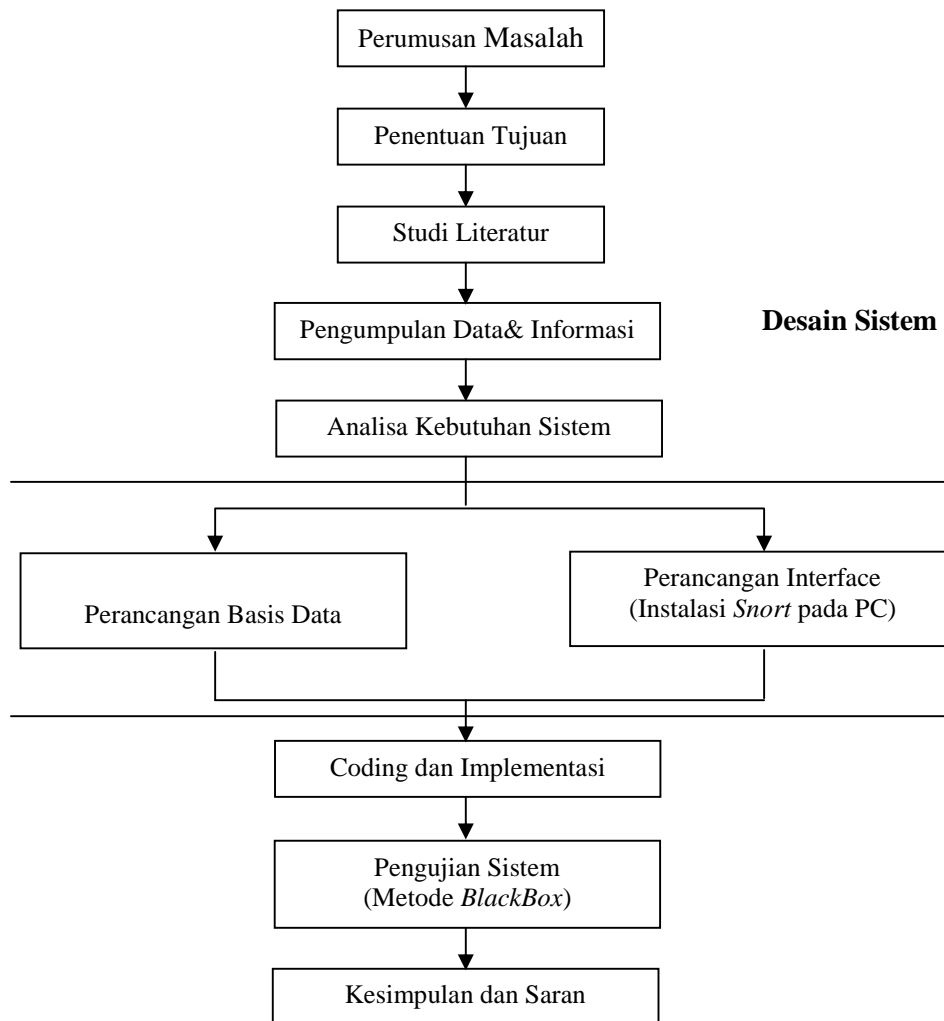 Perumusan Masalah
Penentuan Tujuan
Studi Literatur
Pengumpulan Data& Informasi
Desain Sistem
Analisa Kebutuhan Sistem
Perancangan Basis Data
Perancangan Interface
(Instalasi Snort pada PC)
Coding dan Implementasi
Pengujian Sistem
(Metode BlackBox)
Kesimpulan dan Saran